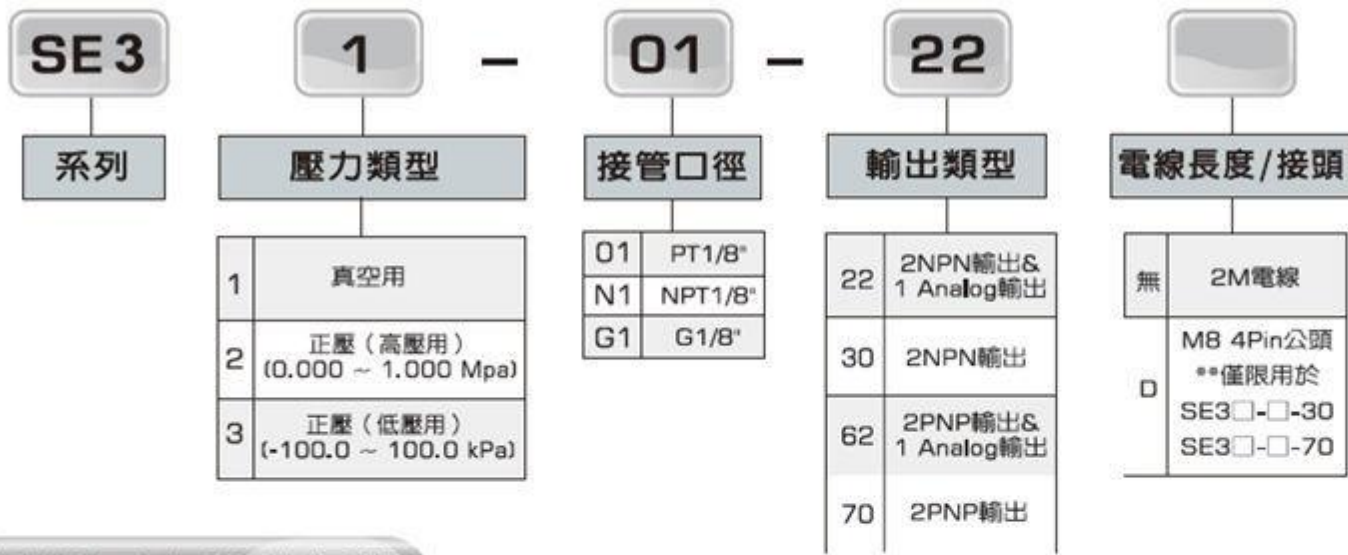 SE3 1 - 01 - 22
系列 壓力類型 接管口徑 輸出類型 電線長度/接頭
1 真空用
2 正壓（高壓用）
(0.000 ~ 1.000 Mpa)
3 正壓（低壓用）
(-100.0 ~ 100.0 kPa)
01 PT1/8"
N1 NPT1/8"
G1 G1/8"
22 2NPN輸出&
1 Analog輸出
30 2NPN輸出
62 2PNP輸出&
1 Analog輸出
70 2PNP輸出
無 2M電線
D M8 4Pin公頭
**僅限用於
SE3□-□-30
SE3□-□-70